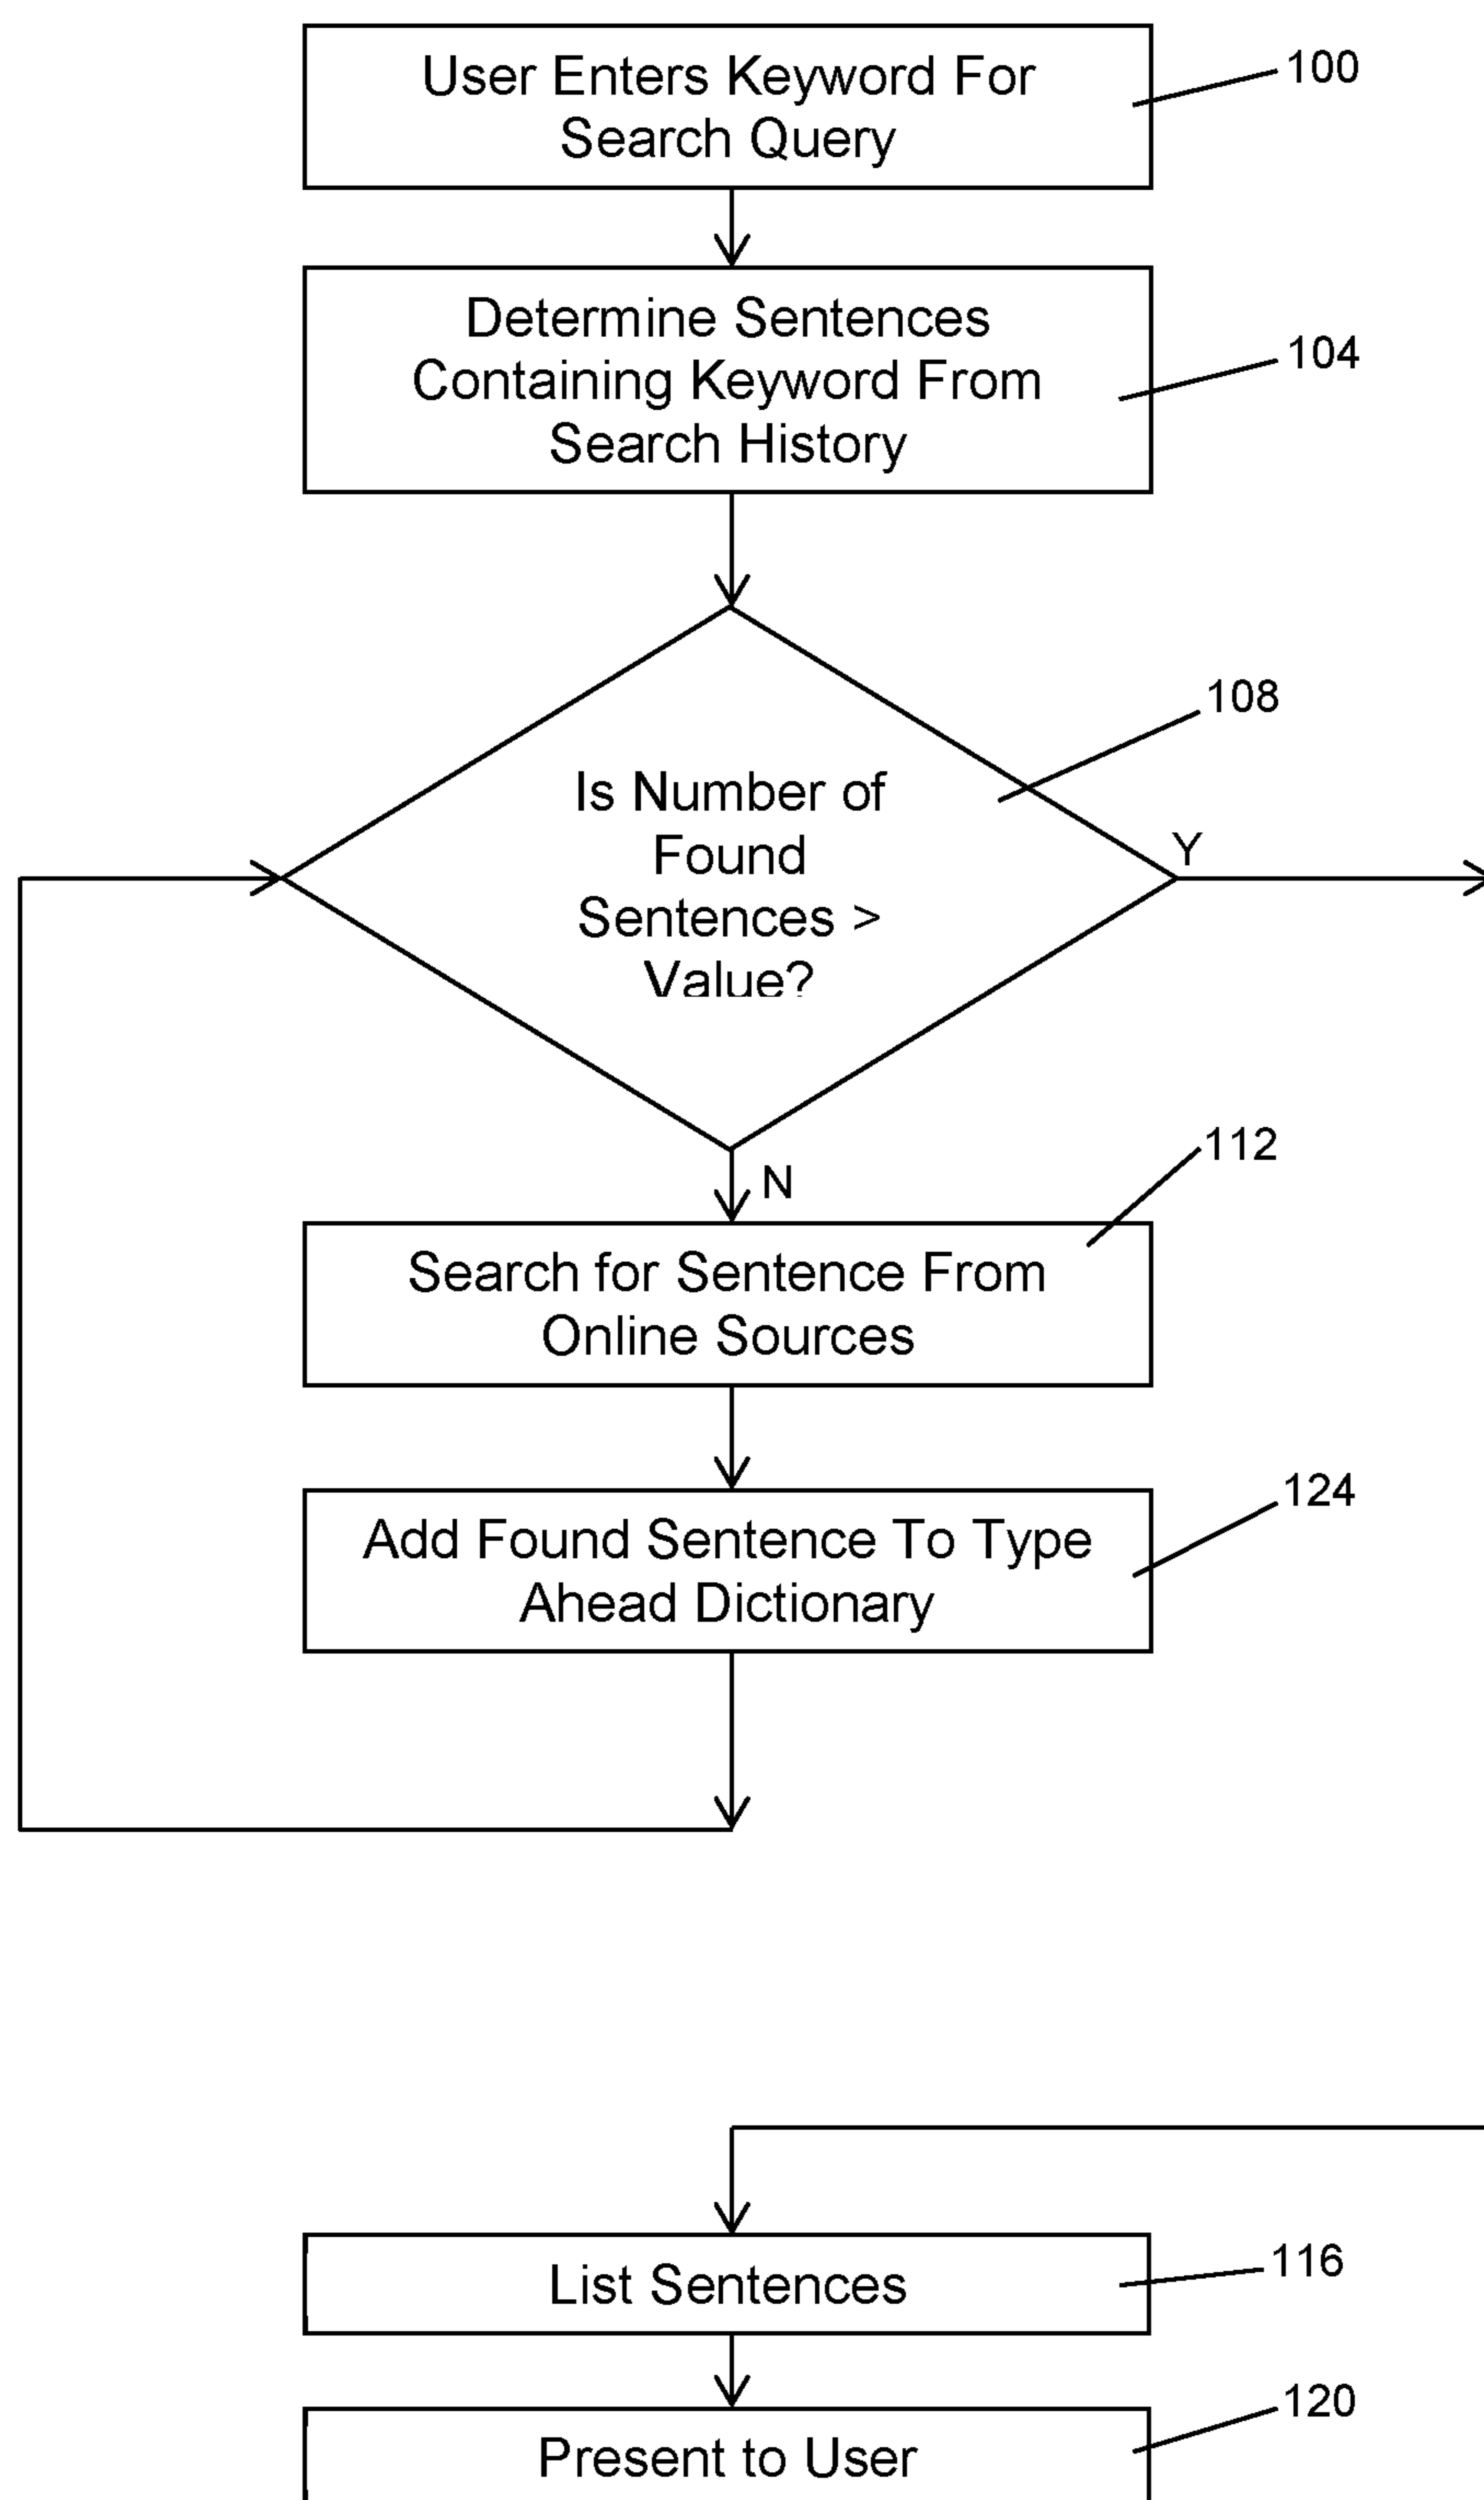 User Enters Keyword For
Search Query
100
Determine Sentences
Containing Keyword From
Search History
104
108
Is Number of
Found
Sentences >
Value?
Y
N
112
Search for Sentence From
Online Sources
124
Add Found Sentence To Type
Ahead Dictionary
List Sentences
116
Present to User
120